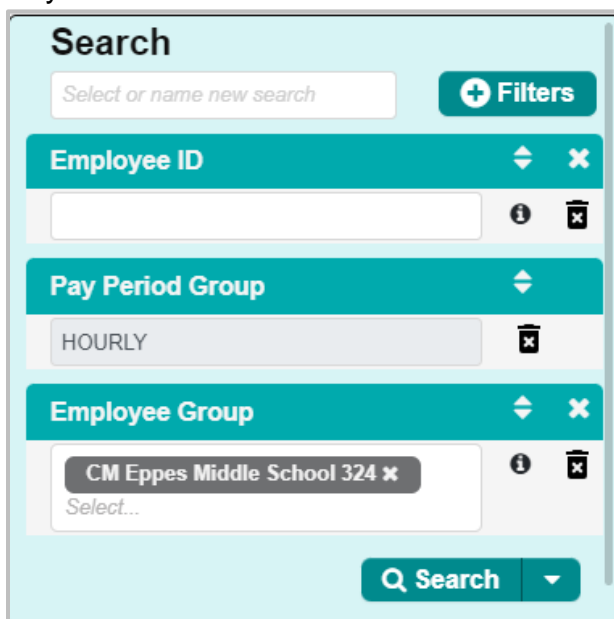 Search
Select or name new search
Filters
Employee ID
Pay Period Group
HOURLY
Employee Group
CM Eppes Middle School 324
Select...
Search